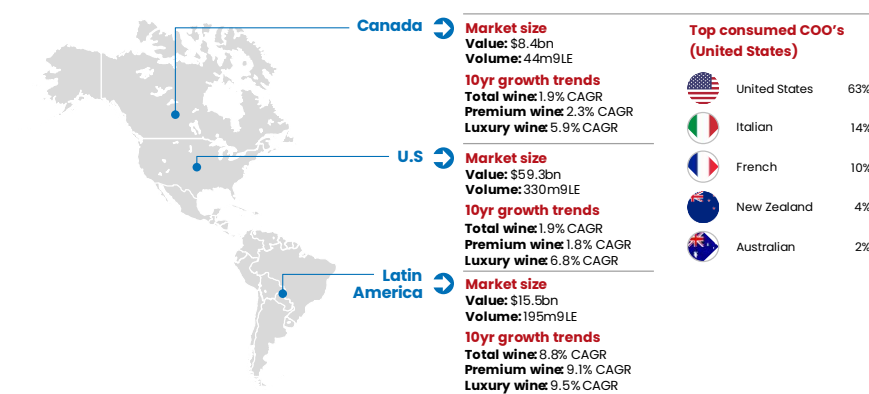 Canada
Market size
Value: $8.4bn
Volume: 44m9LE
10yr growth trends
Total wine: 1.9% CAGR
Premium wine: 2.3% CAGR
Luxury wine: 5.9% CAGR
U.S
Market size
Value: $59.3bn
Volume: 330m9LE
10yr growth trends
Total wine: 1.9% CAGR
Premium wine: 1.8% CAGR
Luxury wine: 6.8% CAGR
Latin
America
Market size
Value: $15.5bn
Volume: 195m9LE
10yr growth trends
Total wine: 8.8% CAGR
Premium wine: 9.1% CAGR
Luxury wine: 9.5% CAGR
Top consumed COO's
(United States)
United States 63%
Italian 14%
French 10%
New Zealand 4%
Australian 2%